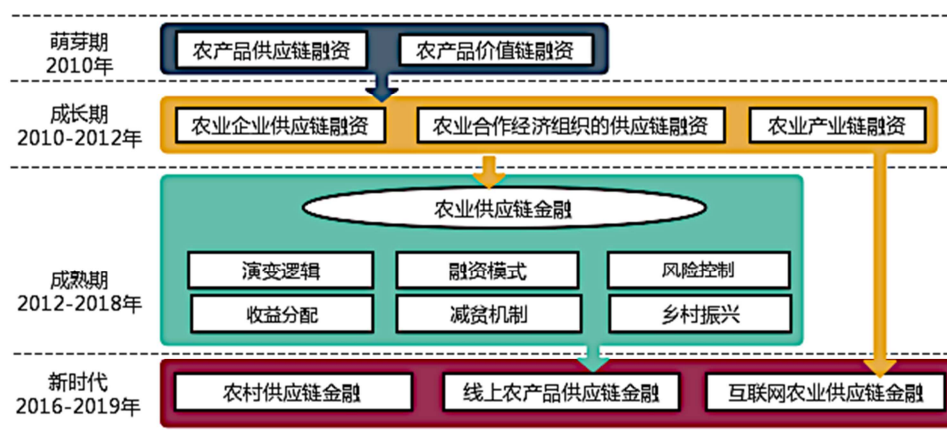 萌芽期
2010年
农产品供应链融资
农产品价值链融资
成长期
2010-2012年
农业企业供应链融资
农业合作经济组织的供应链融资
农业产业链融资
农业供应链金融
成熟期
2012-2018年
演变逻辑
融资模式
风险控制
收益分配
减贫机制
乡村振兴
新时代
2016-2019年
农村供应链金融
线上农产品供应链金融
互联网农业供应链金融